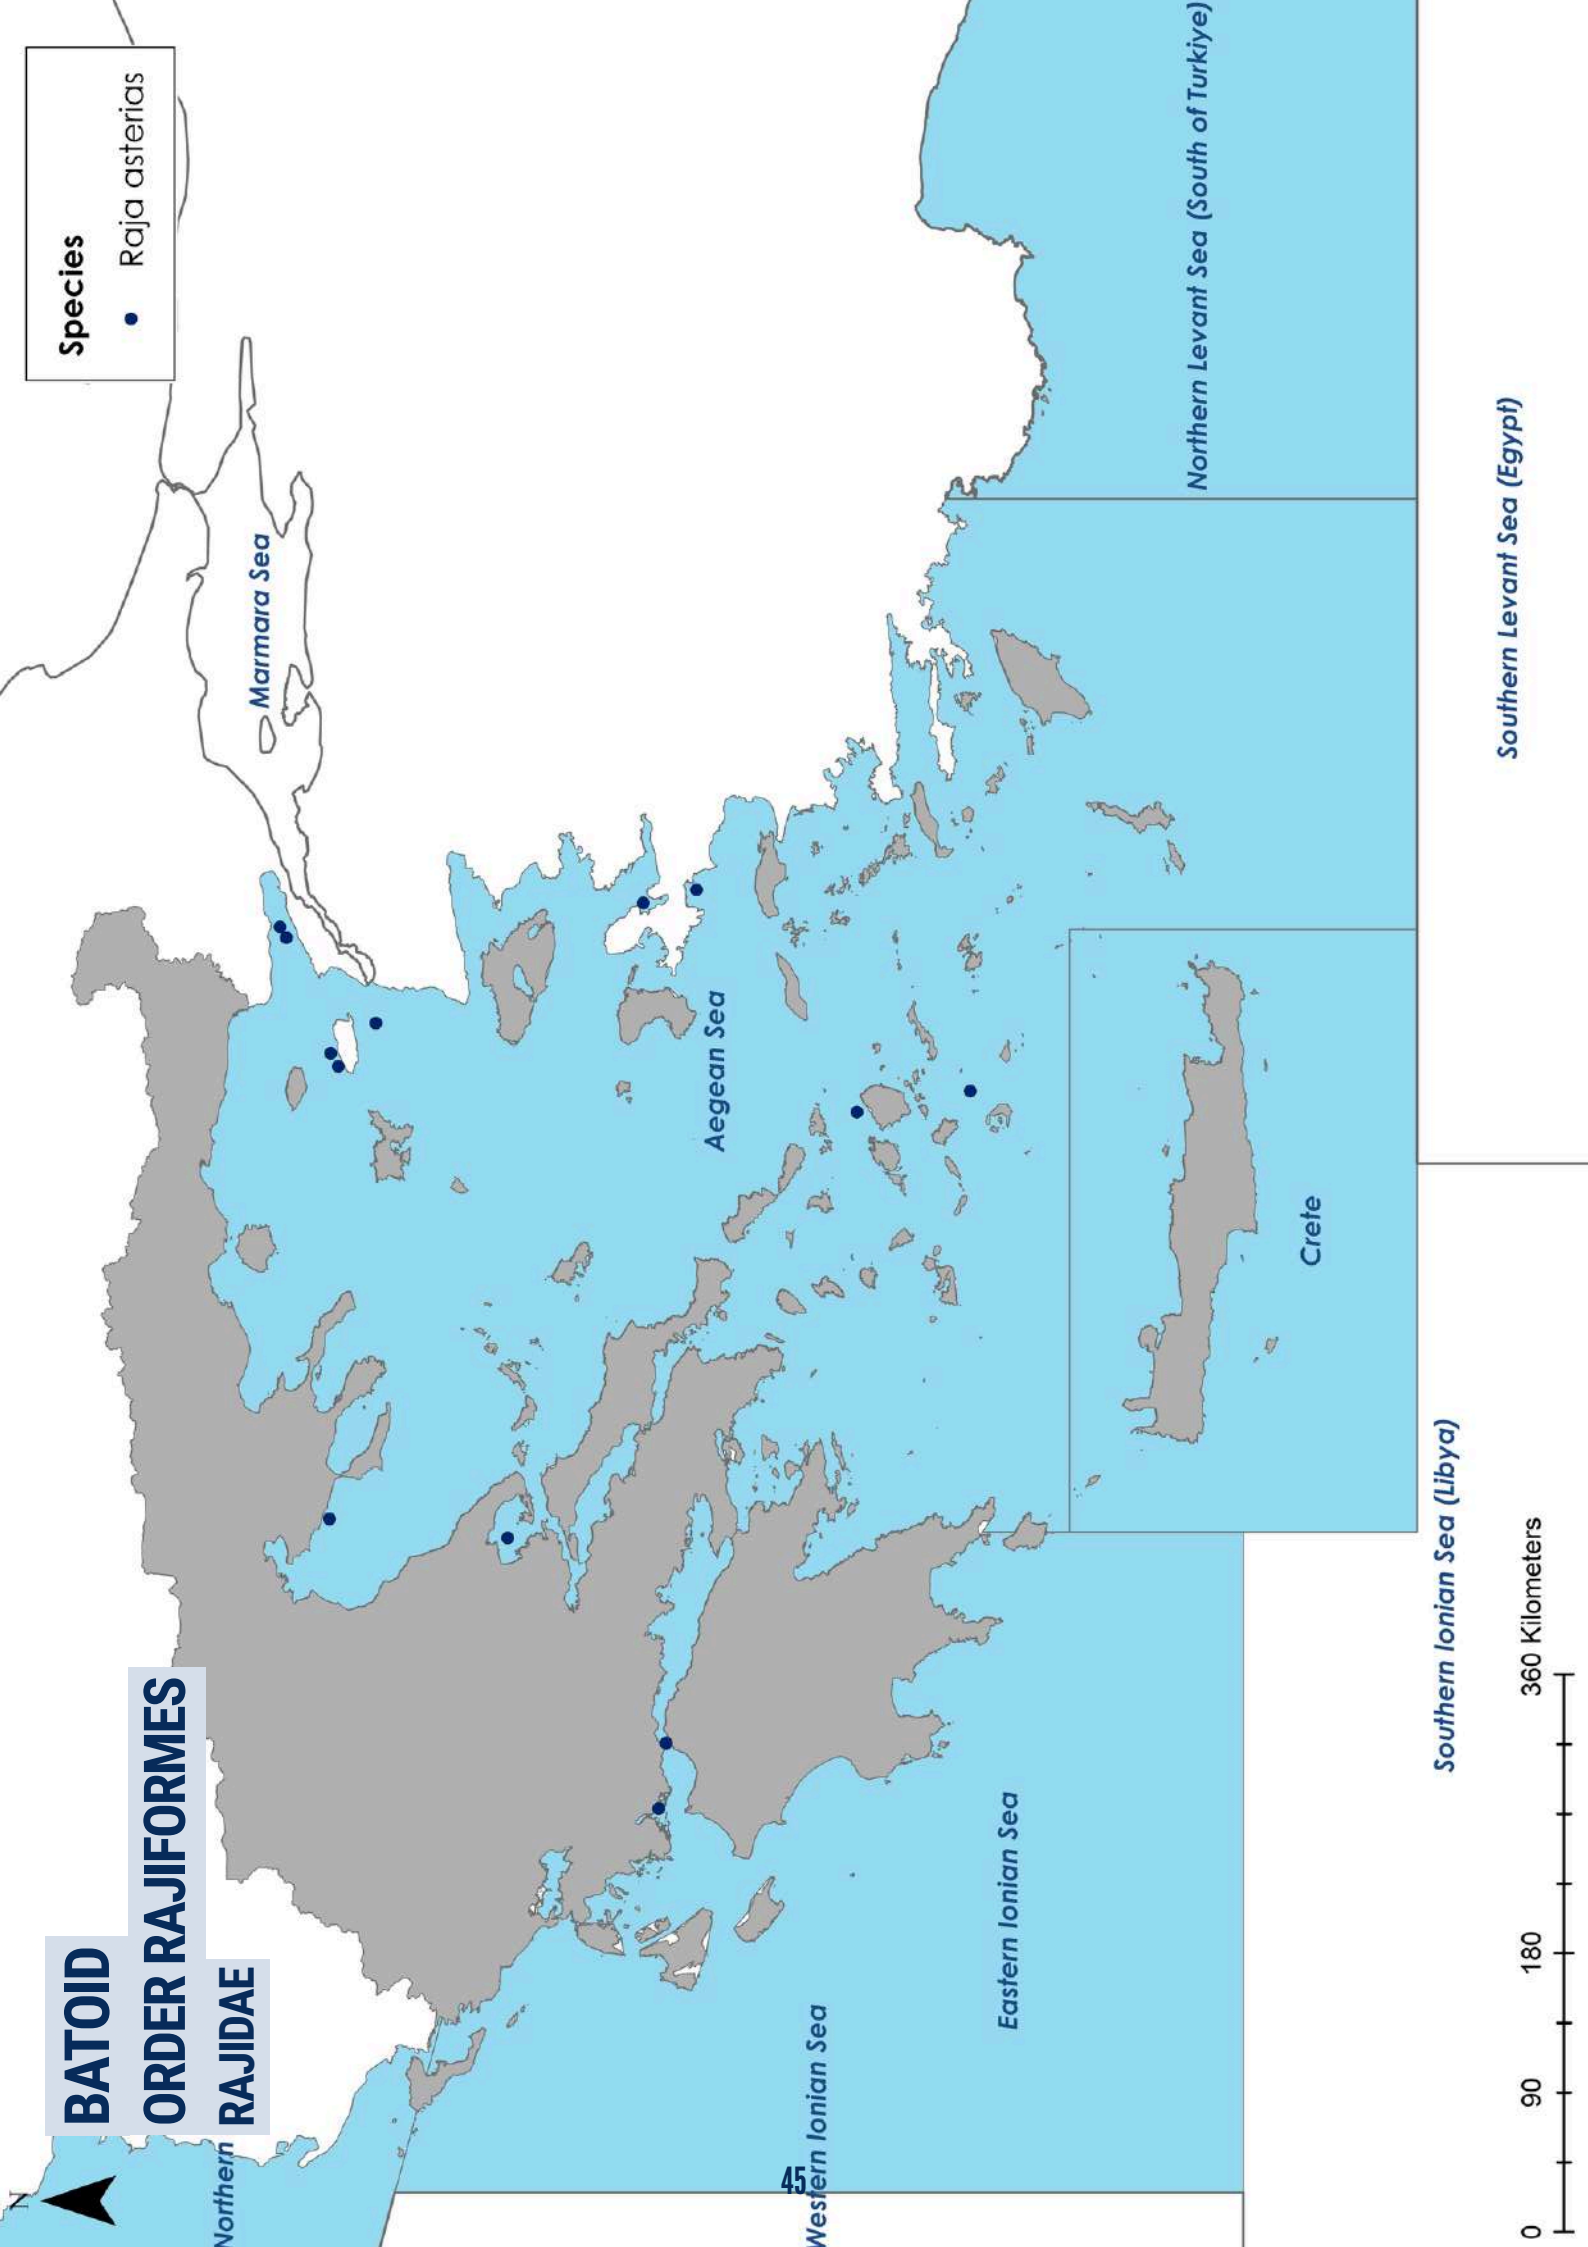 BATOID
ORDER RAJIFORMES
RAJIDAE
N
Species
Raja asterias
Marmara Sea
Northern
Aegean Sea
Western Ionian Sea
Eastern Ionian Sea
Crete
Northern Levant Sea (South of Turkiye)
Southern Ionian Sea (Libya)
Southern Levant Sea (Egypt)
0 90 180 360 Kilometers
45